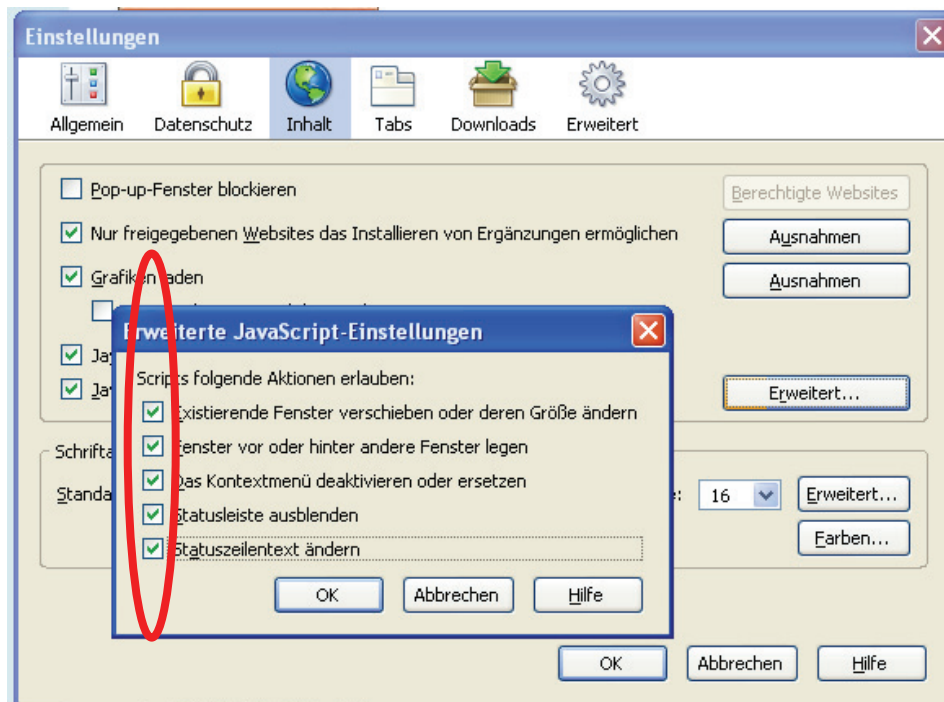 Einstellungen
Allgemein Datenschutz Inhalt Tabs Downloads Erweitert
Pop-up-Fenster blockieren Berechtigte Websites
Nur freigegebenen Websites das Installieren von Ergänzungen ermöglichen Ausnahmen
Grafiken laden Ausnahmen
Erweiterte JavaScript-Einstellungen
Scripts folgende Aktionen erlauben:
Erweitert...
Existierende Fenster verschieben oder deren Größe ändern
Fenster vor oder hinter andere Fenster legen
Das Kontextmenü deaktivieren oder ersetzen
16 Erweitert...
Statusleiste ausblenden
Farben...
Statuszeilentext ändern
OK Abbrechen Hilfe
OK Abbrechen Hilfe